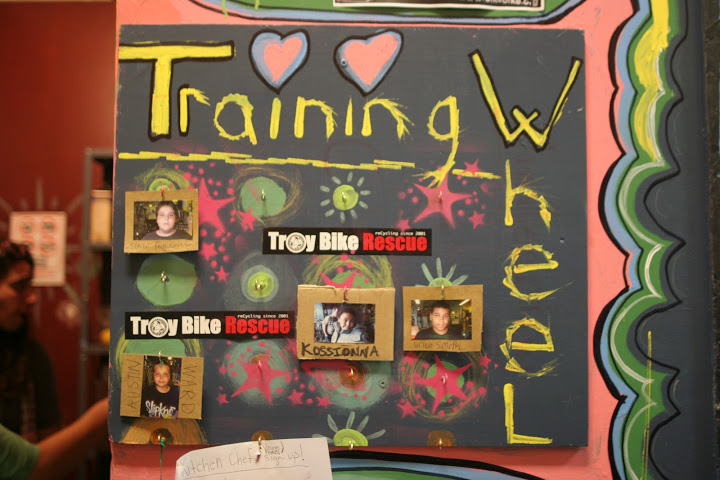 Training Wheel
reCycling since 2001
Troy Bike Rescue
reCycling since 2001
Troy Bike Rescue
KOSSIONNA
WARD
SLIPKNOT
Kitchen Chef
sign up!